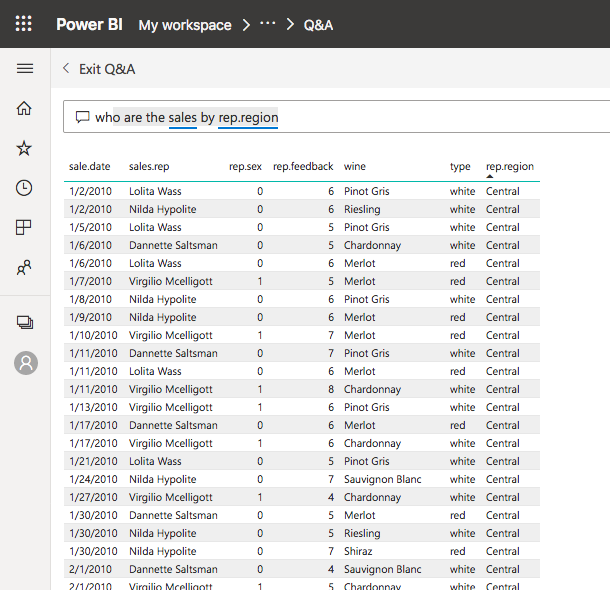 Power BI My workspace > ··· > Q&A
Exit Q&A
who are the sales by rep.region
sale.date sales.rep rep.sex rep.feedback wine type rep.region
1/2/2010 Lolita Wass 0 6 Pinot Gris white Central
1/2/2010 Nilda Hypolite 0 6 Riesling white Central
1/5/2010 Lolita Wass 0 5 Pinot Gris white Central
1/6/2010 Dannette Saltsman 0 5 Chardonnay white Central
1/6/2010 Lolita Wass 0 6 Merlot red Central
1/7/2010 Virgilio Mcelligott 1 5 Merlot red Central
1/8/2010 Nilda Hypolite 0 6 Pinot Gris white Central
1/9/2010 Nilda Hypolite 0 6 Merlot red Central
1/10/2010 Virgilio Mcelligott 1 7 Merlot red Central
1/11/2010 Dannette Saltsman 0 7 Pinot Gris white Central
1/11/2010 Lolita Wass 0 6 Merlot red Central
1/11/2010 Virgilio Mcelligott 1 8 Chardonnay white Central
1/13/2010 Virgilio Mcelligott 1 6 Pinot Gris white Central
1/17/2010 Dannette Saltsman 0 6 Merlot red Central
1/17/2010 Virgilio Mcelligott 1 6 Chardonnay white Central
1/21/2010 Lolita Wass 0 5 Pinot Gris white Central
1/24/2010 Nilda Hypolite 0 7 Sauvignon Blanc white Central
1/27/2010 Virgilio Mcelligott 1 4 Chardonnay white Central
1/30/2010 Dannette Saltsman 0 5 Merlot red Central
1/30/2010 Nilda Hypolite 0 5 Riesling white Central
1/30/2010 Nilda Hypolite 0 7 Shiraz red Central
2/1/2010 Dannette Saltsman 0 4 Sauvignon Blanc white Central
2/1/2010 Virgilio Mcelligott 1 5 Chardonnay white Central